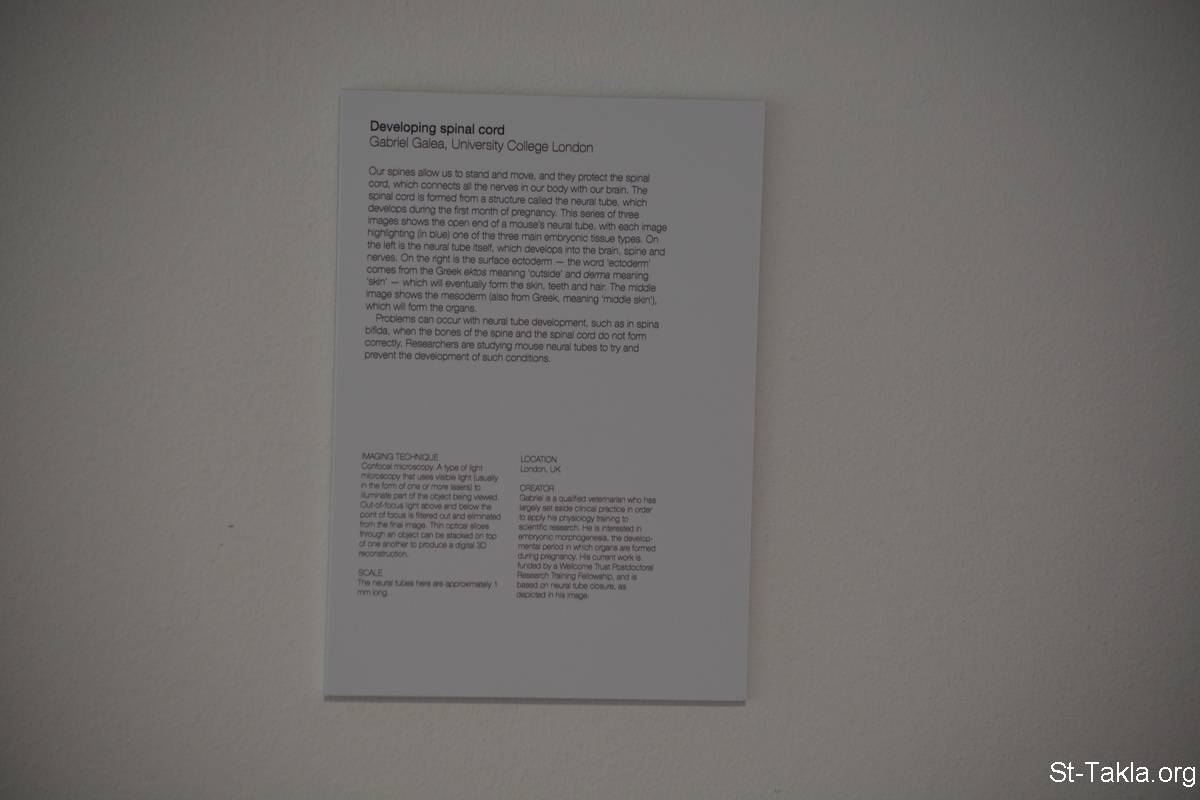 Developing spinal cord
Gabriel Galea, University College London
Our spines allow us to stand and move, and they protect the spinal
cord, which connects all the nerves in our body with our brain. The
spinal cord is formed from a structure called the neural tube, which
develops during the first month of pregnancy. This series of three
images shows the open end of a mouse's neural tube, with each image
highlighting (in blue) one of the three main embryonic tissue types. On
the left is the neural tube itself, which develops into the brain, spine and
nerves. On the right is the surface ectoderm — the word 'ectoderm'
comes from the Greek ektos meaning 'outside' and derma meaning
'skin' — which will eventually form the skin, teeth and hair. The middle
image shows the mesoderm (also from Greek, meaning 'middle skin'),
which will form the organs.
Problems can occur with neural tube development, such as in spina
bifida, when the bones of the spine and the spinal cord do not form
correctly. Researchers are studying mouse neural tubes to try and
prevent the development of such conditions.
IMAGING TECHNIQUE
Confocal microscopy. A type of light
microscopy that uses visible light (usually
in the form of one or more lasers) to
illuminate part of the object being viewed.
Out-of-focus light above and below the
point of focus is filtered out and eliminated
from the final image. Thin optical slices
through an object can be stacked on top
of one another to produce a digital 3D
reconstruction.
SCALE
The neural tubes here are approximately 1
mm long.
LOCATION
London, UK
CREATOR
Gabriel is a qualified veterinarian who has
largely set aside clinical practice in order
to apply his physiology training to
scientific research. He is interested in
embryonic morphogenesis, the develop-
mental period in which organs are formed
during pregnancy. His current work is
funded by a Wellcome Trust Postdoctoral
Research Training Fellowship, and is
based on neural tube closure, as
depicted in his image.
St-Takla.org